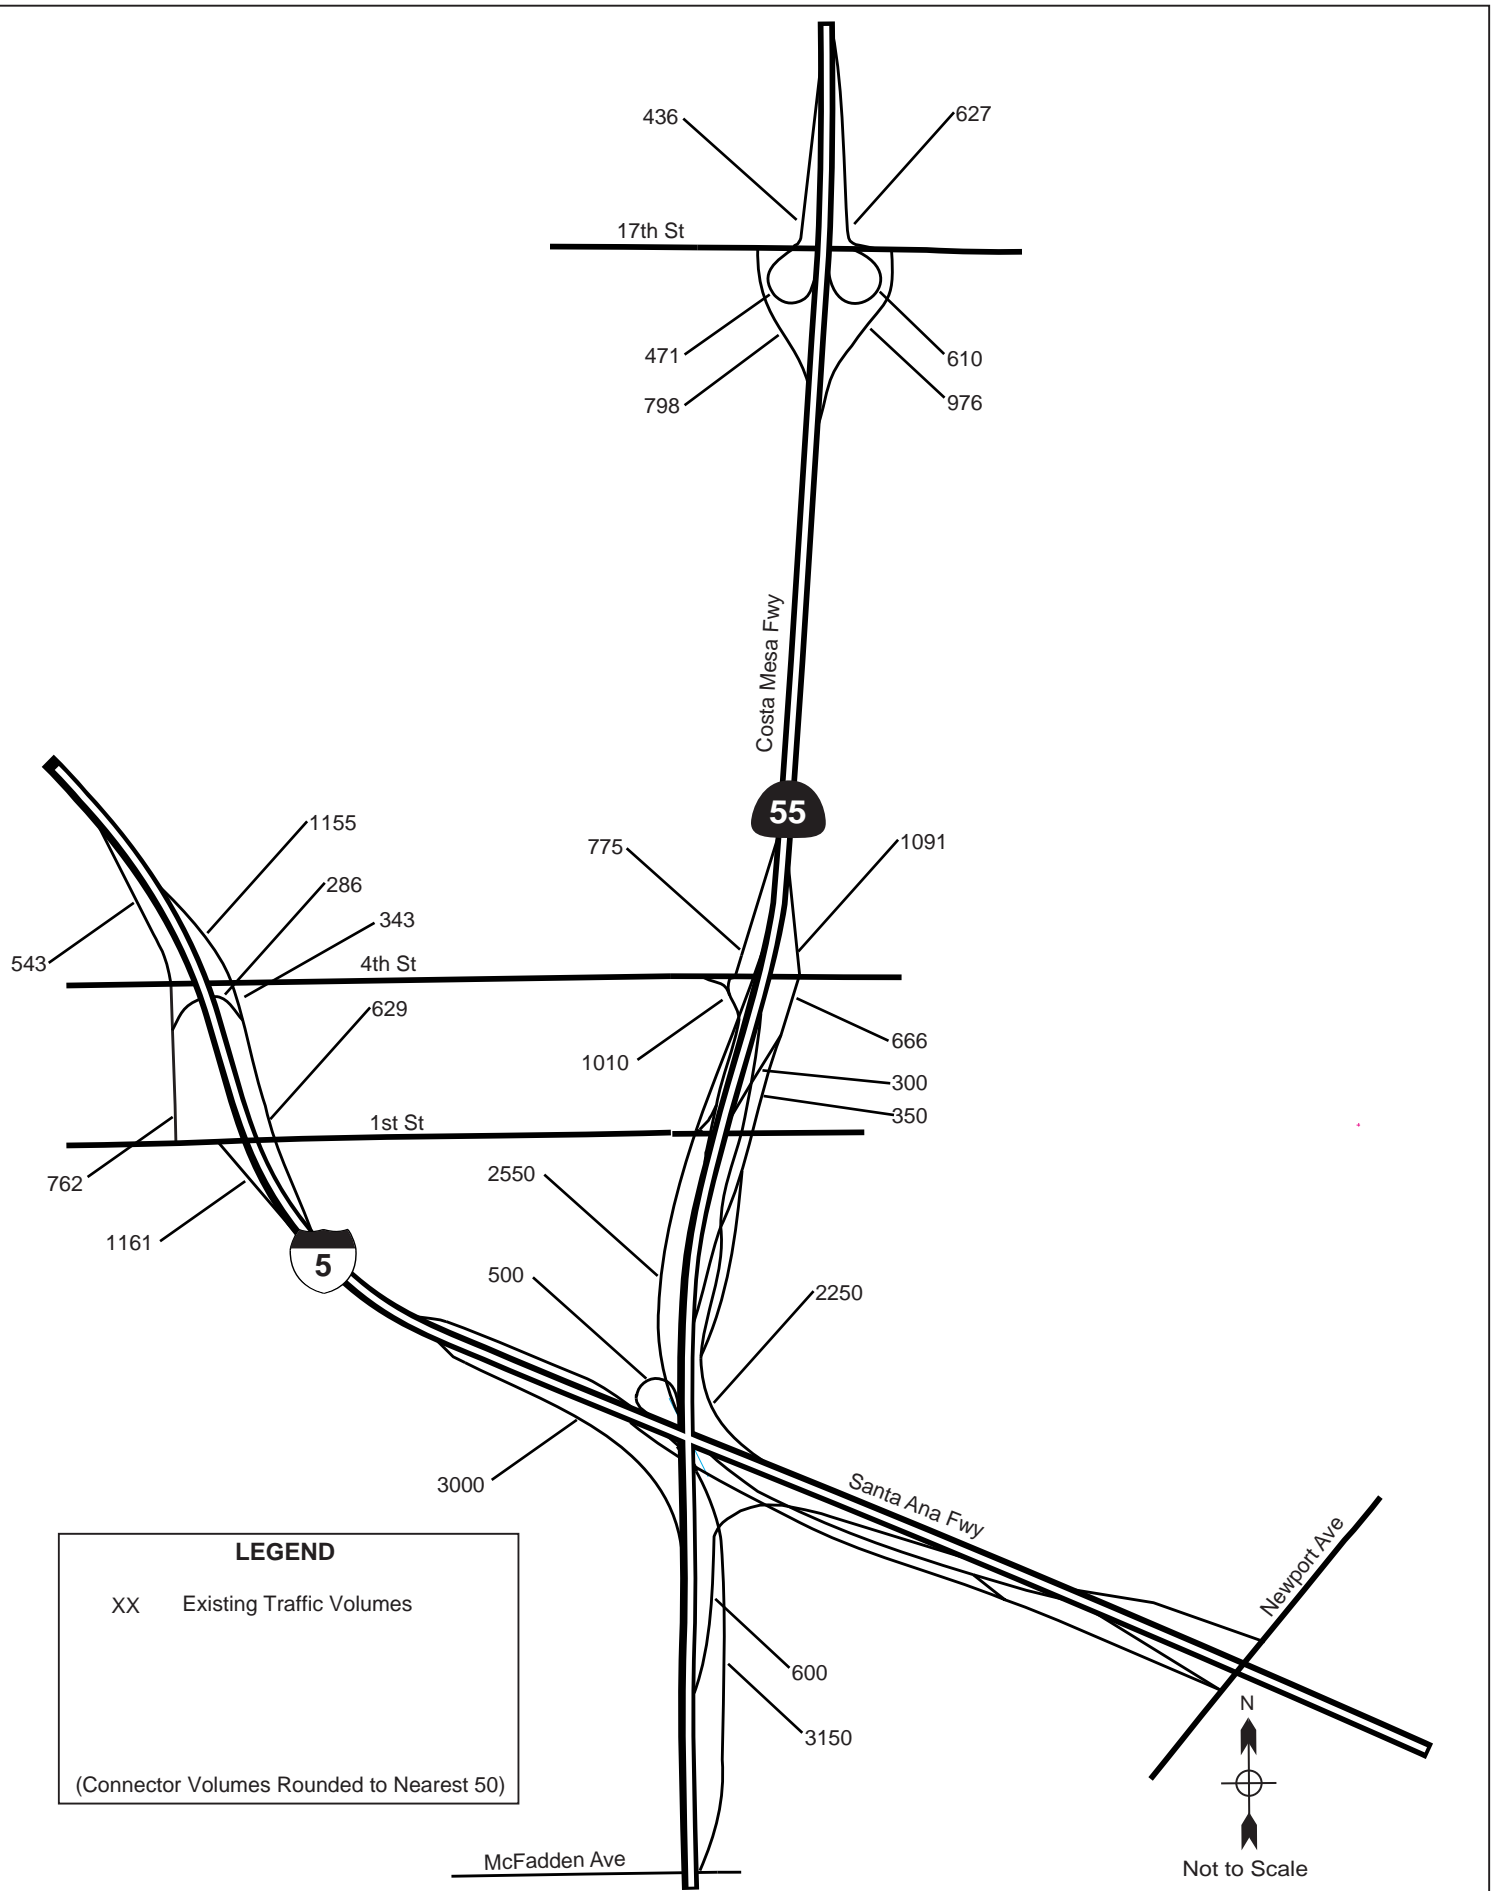 436
627
17th St
471
610
798
976
Costa Mesa Fwy
55
1155
775
1091
286
343
543
4th St
629
1010
666
300
350
1st St
762
2550
1161
5
500
2250
3000
Santa Ana Fwy
Newport Ave
LEGEND
XX Existing Traffic Volumes
600
3150
N
(Connector Volumes Rounded to Nearest 50)
McFadden Ave
Not to Scale